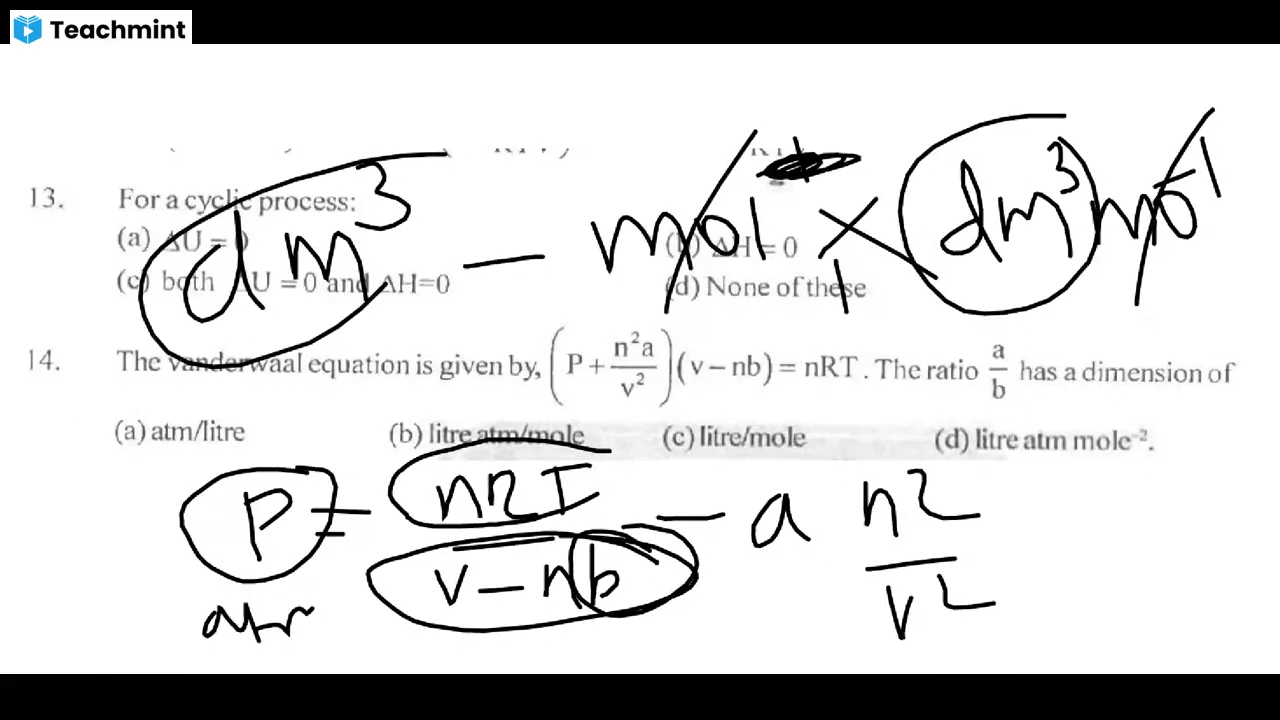 Teachmint
13. For a cyclic process:
(a) ΔU = 0 (b) ΔH = 0
(c) both ΔU = 0 and ΔH=0 (d) None of these
dm³ — mol × dm³ mol⁻¹
14. The vanderwaal equation is given by, (P + n²a/v²)(v − nb) = nRT. The ratio a/b has a dimension of
(a) atm/litre (b) litre atm/mole (c) litre/mole (d) litre atm mole⁻².
P = nRT/(v − nb) − a n²/v²